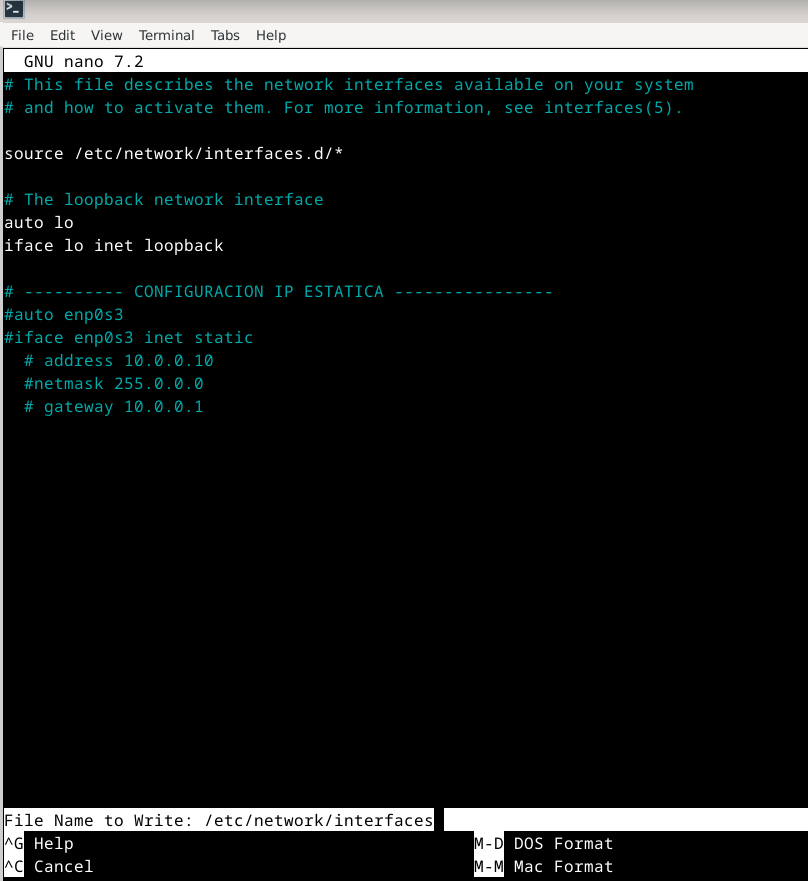 File Edit View Terminal Tabs Help
GNU nano 7.2
# This file describes the network interfaces available on your system
# and how to activate them. For more information, see interfaces(5).
source /etc/network/interfaces.d/*
# The loopback network interface
auto lo
iface lo inet loopback
# ---------- CONFIGURACION IP ESTATICA ----------------
#auto enp0s3
#iface enp0s3 inet static
# address 10.0.0.10
#netmask 255.0.0.0
# gateway 10.0.0.1
File Name to Write: /etc/network/interfaces
^G Help M-D DOS Format
^C Cancel M-M Mac Format